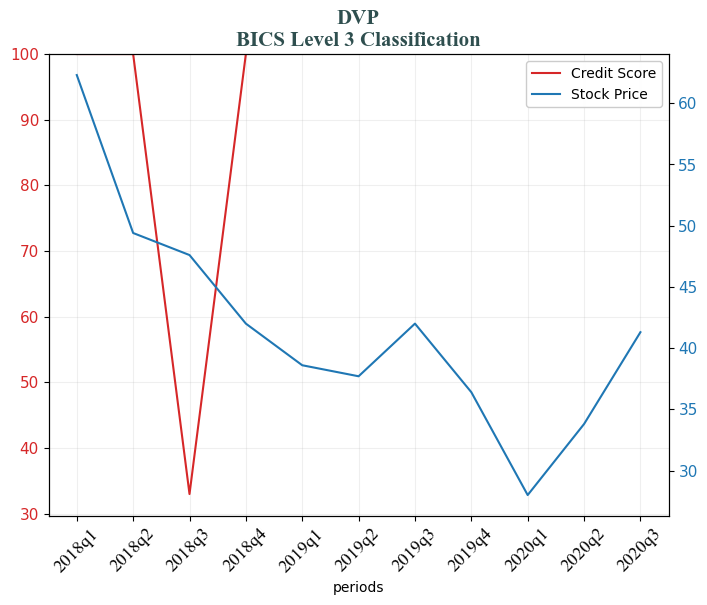 DVP
BICS Level 3 Classification
Credit Score
Stock Price
100
90
80
70
60
50
40
30
60
55
50
45
40
35
30
2018q1
2018q2
2018q3
2018q4
2019q1
2019q2
2019q3
2019q4
2020q1
2020q2
2020q3
periods